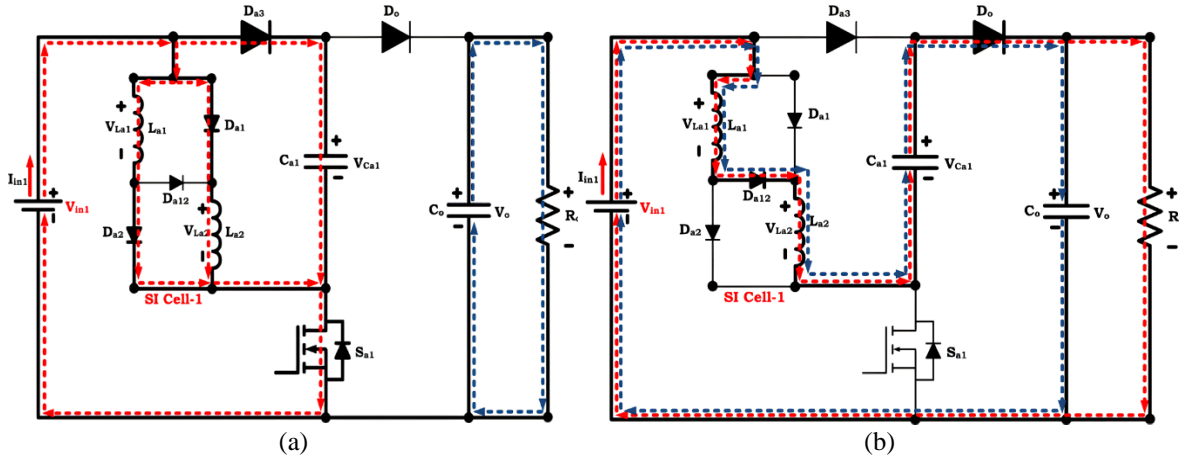 Da3
Do
+
VLa1
La1
Da1
Ca1
+
VCa1
Iin1
+
Vin1
Da12
Da2
+
VLa2
La2
Co
+
Vo
+
SI Cell-1
Sa1
(a)
Da3
Do
+
VLa1
La1
Da1
Ca1
+
VCa1
Iin1
+
Vin1
Da12
Da2
+
VLa2
La2
Co
+
Vo
+
R
SI Cell-1
Sa1
(b)